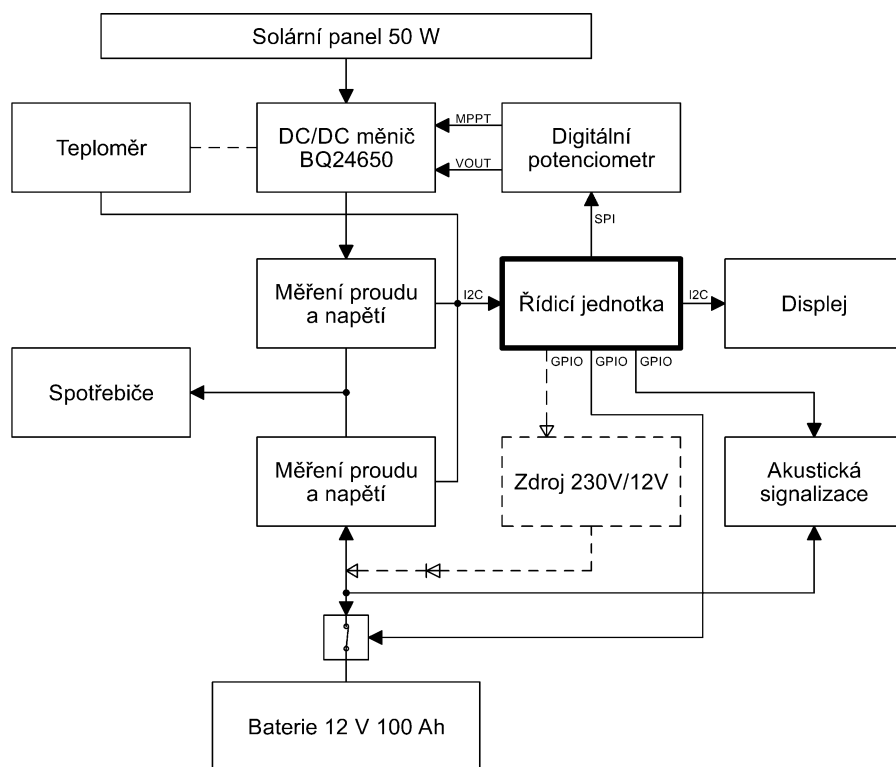 Solární panel 50 W
Teploměr
DC/DC měnič
BQ24650
MPPT
VOUT
Digitální
potenciometr
SPI
Měření proudu
a napětí
I2C
Řídicí jednotka
I2C
Displej
GPIO GPIO GPIO
Spotřebiče
Měření proudu
a napětí
Zdroj 230V/12V
Akustická
signalizace
Baterie 12 V 100 Ah